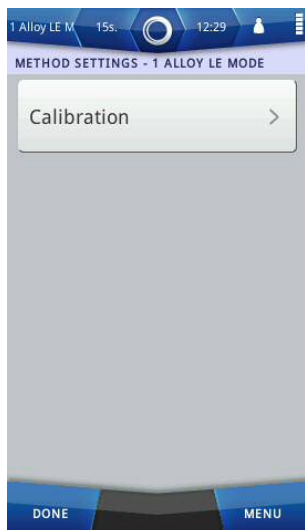 1 Alloy LE M 15s. 12:29
METHOD SETTINGS - 1 ALLOY LE MODE
Calibration
DONE MENU